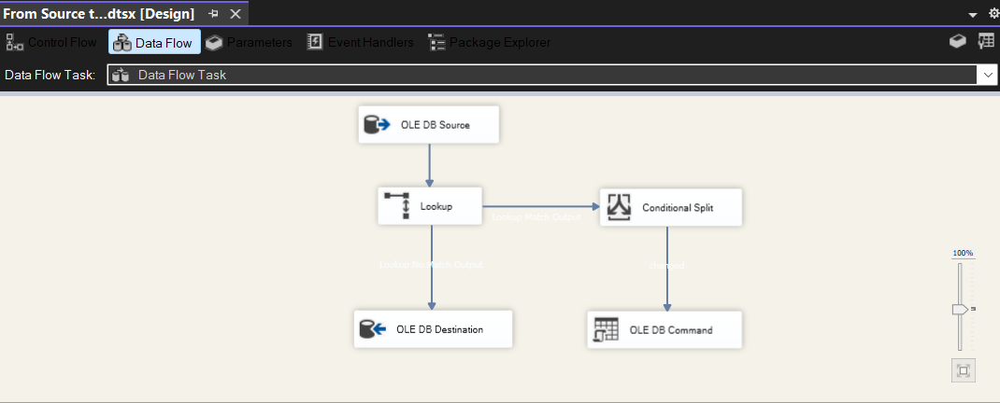 From Source t...dtsx [Design]
Control Flow
Data Flow
Parameters
Event Handlers
Package Explorer
Data Flow Task:
Data Flow Task
OLE DB Source
Lookup
Conditional Split
Lookup Match Output
Lookup No Match Output
changed
100%
OLE DB Destination
OLE DB Command